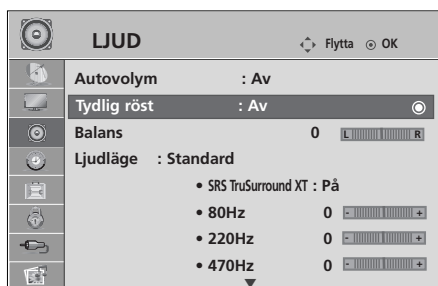 LJUD Flytta OK
Autovolym : Av
Tydlig röst : Av
Balans 0 L R
Ljudläge : Standard
• SRS TruSurround XT : På
• 80Hz 0 - +
• 220Hz 0 - +
• 470Hz 0 - +